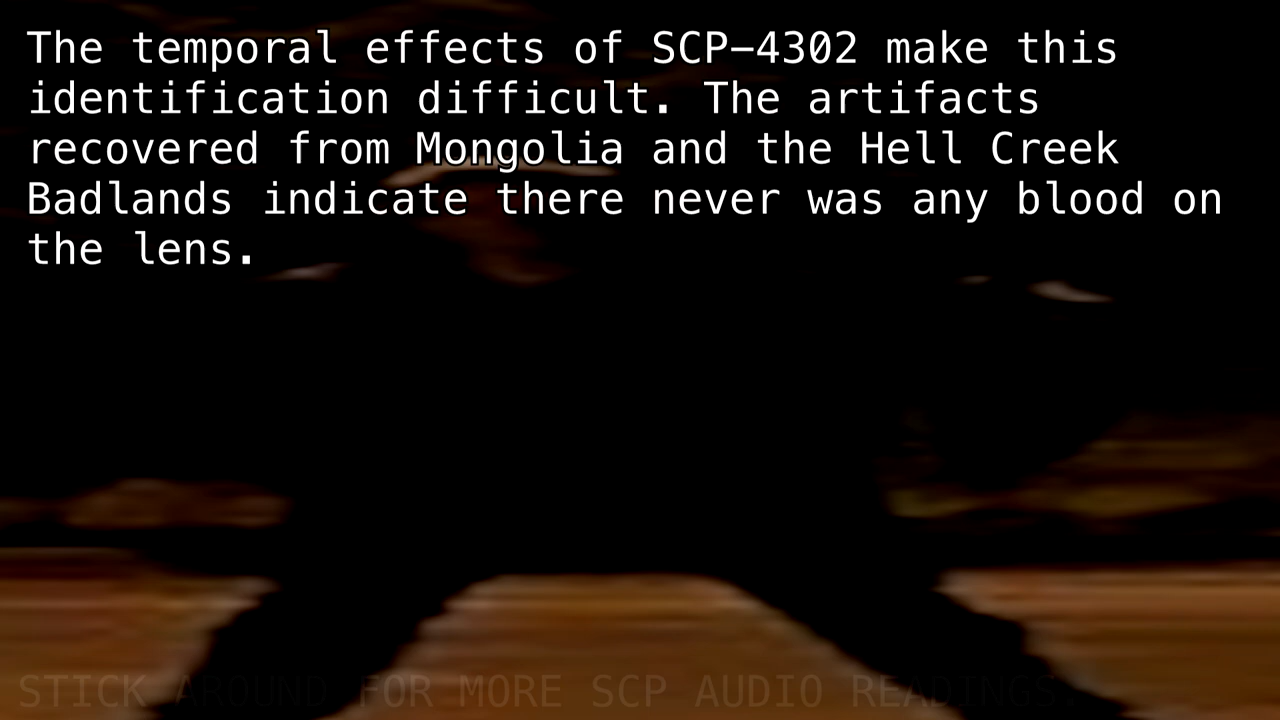 The temporal effects of SCP–4302 make this
identification difficult. The artifacts
recovered from Mongolia and the Hell Creek
Badlands indicate there never was any blood on
the lens.
STICK AROUND FOR MORE SCP AUDIO READINGS.